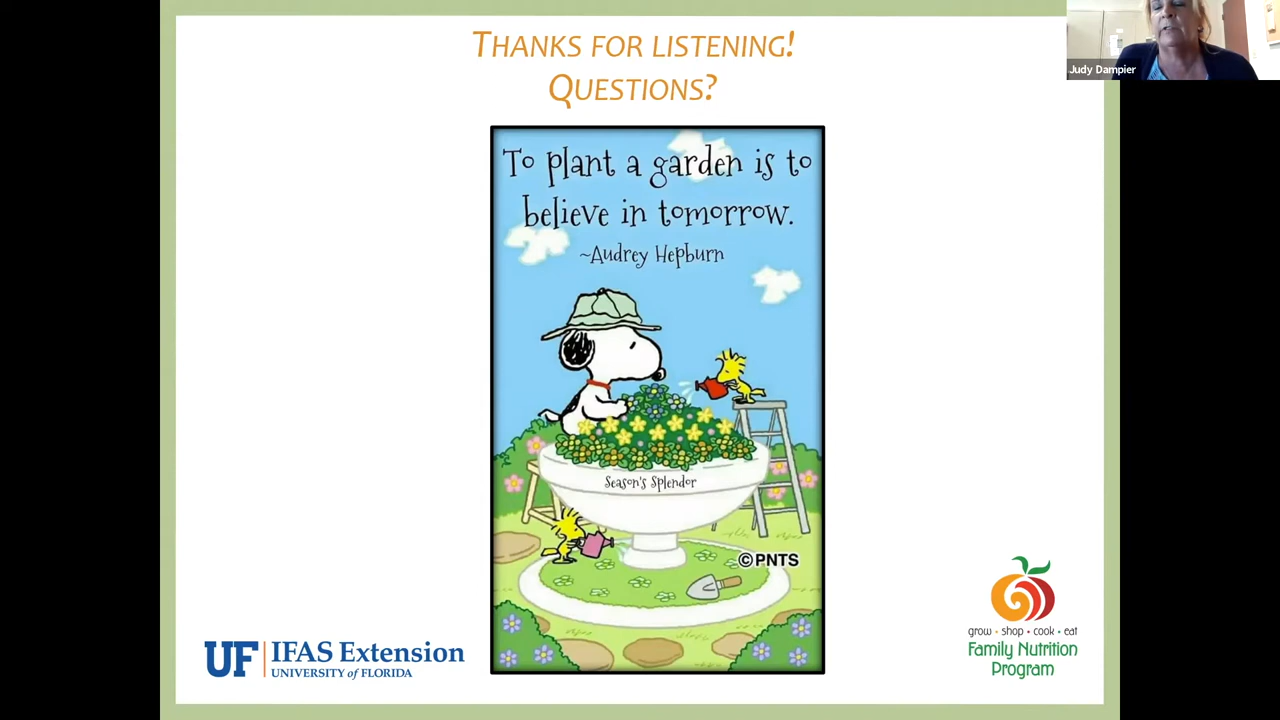 THANKS FOR LISTENING!
QUESTIONS?
Judy Dampier
To plant a garden is to
believe in tomorrow.
~Audrey Hepburn
Season's Splendor
©PNTS
UF IFAS Extension
UNIVERSITY of FLORIDA
grow • shop • cook • eat
Family Nutrition
Program